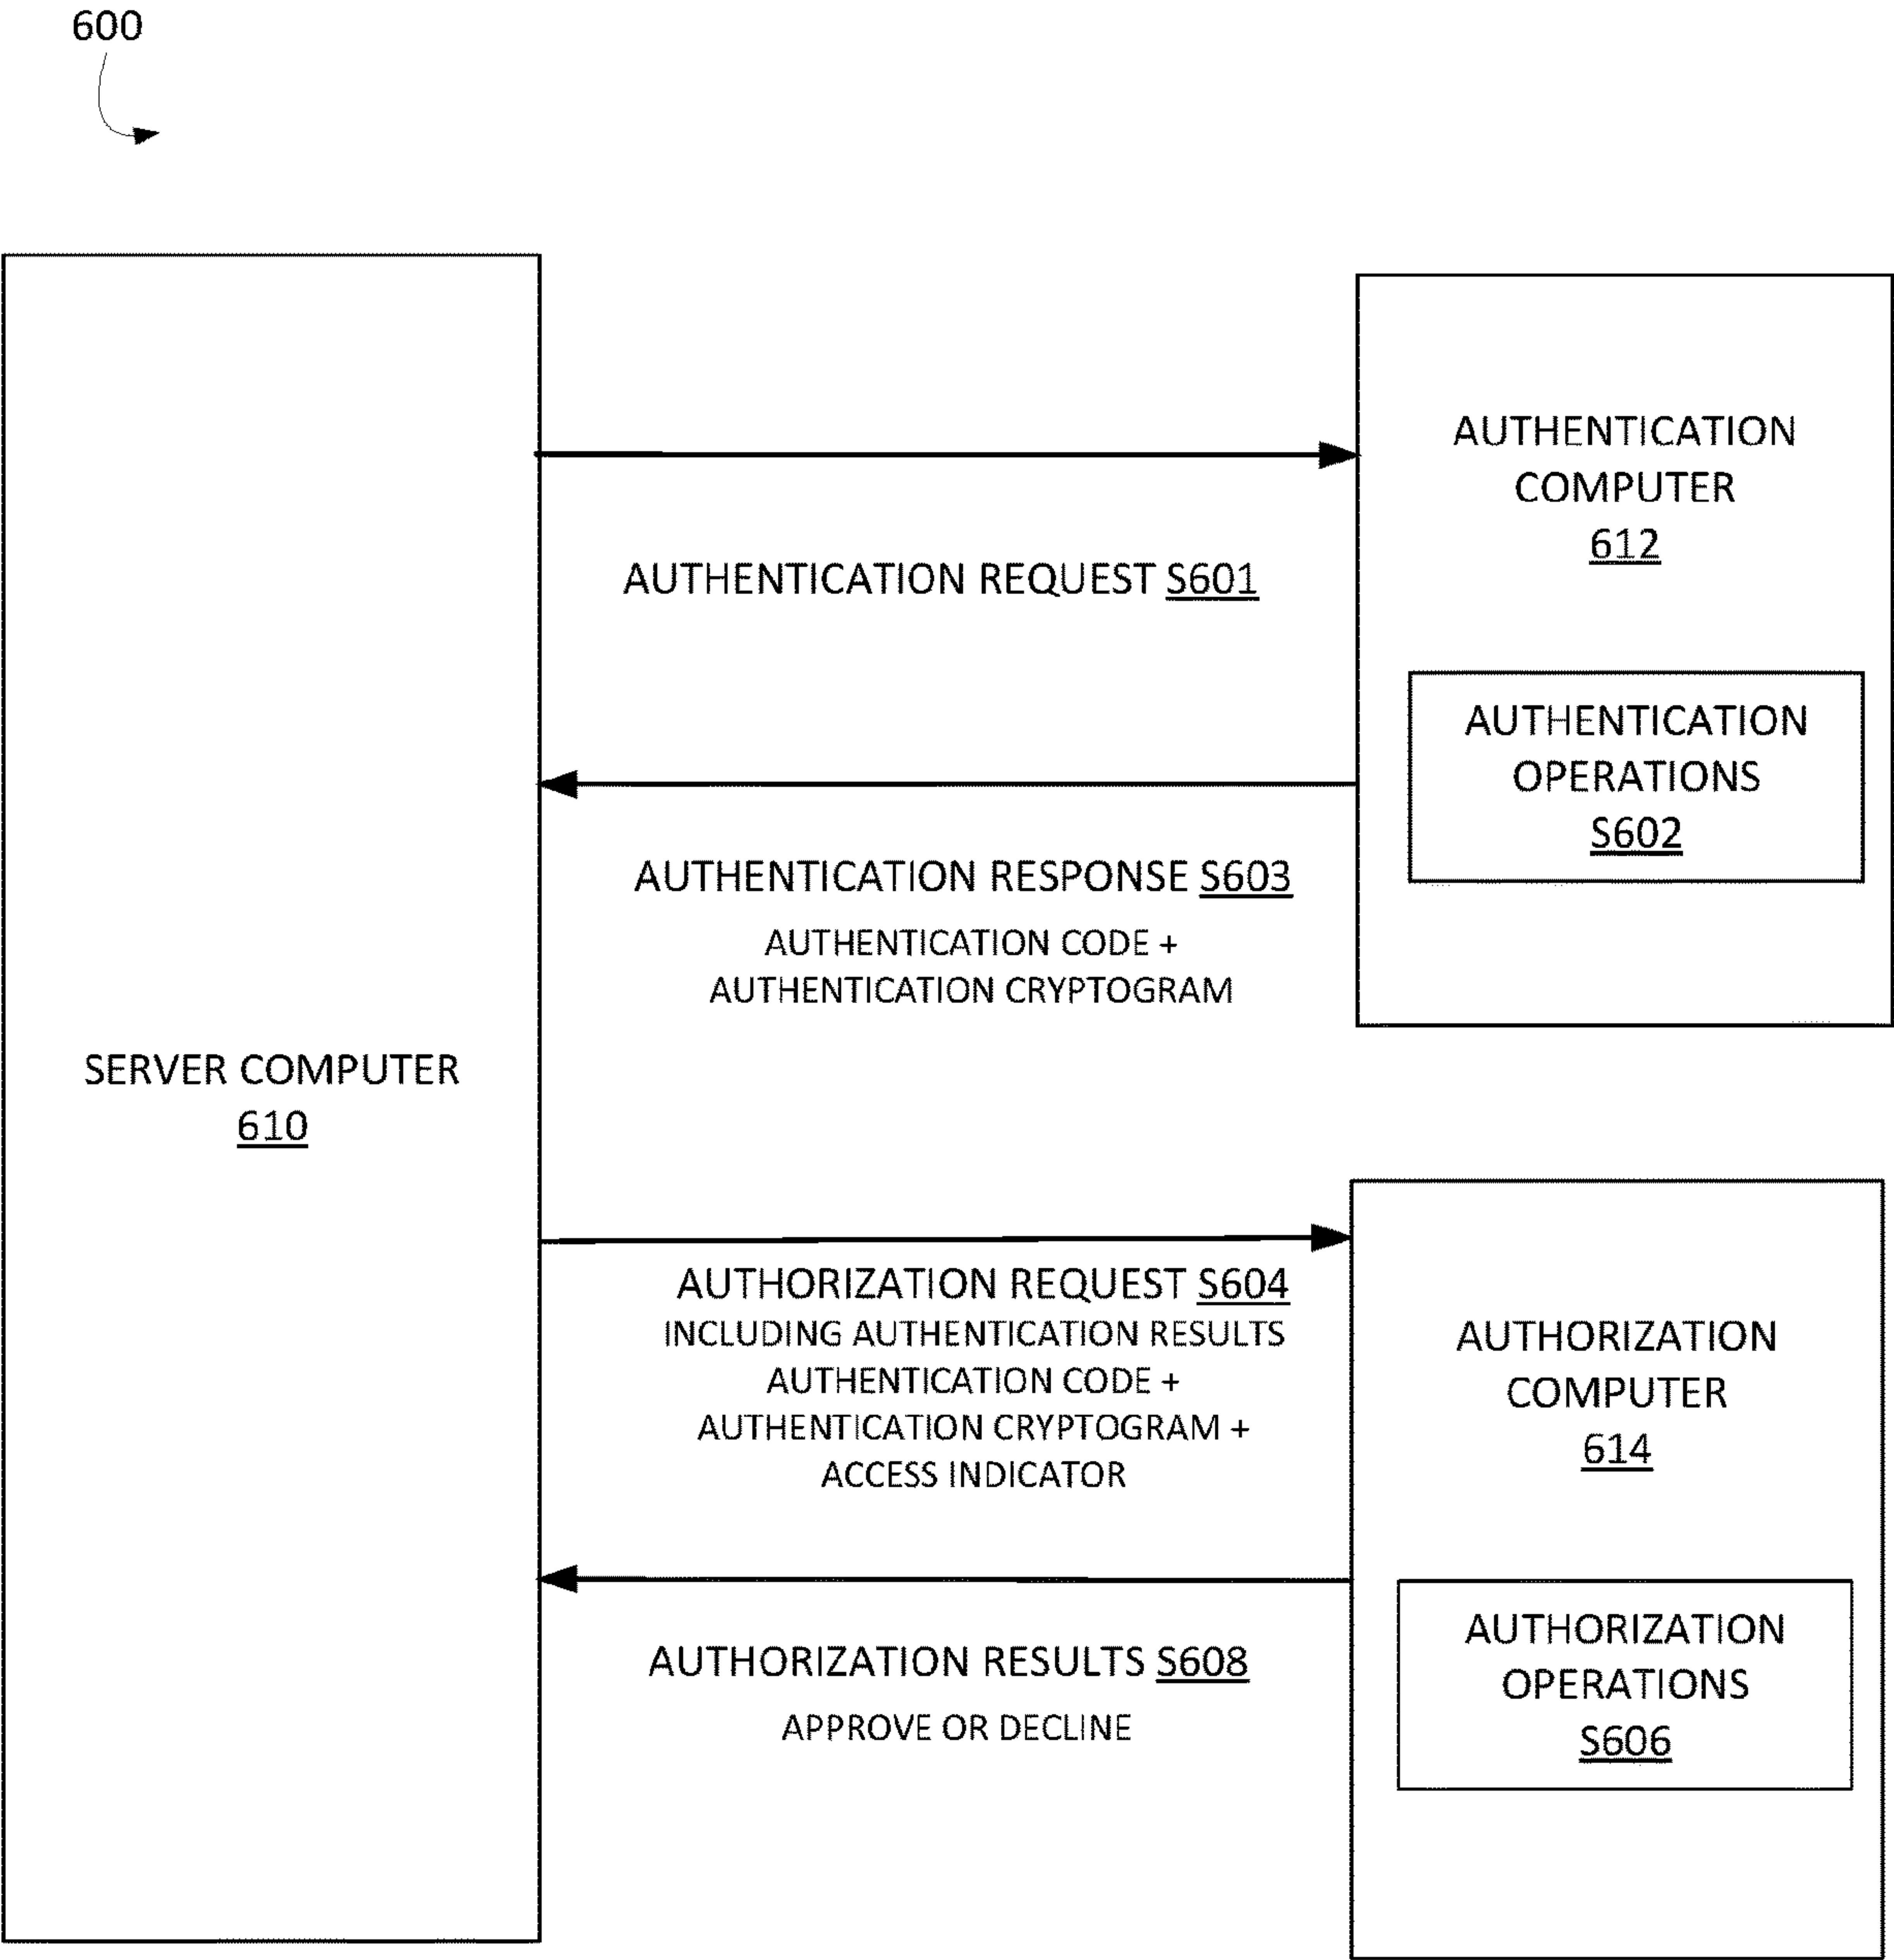 600
AUTHENTICATION
COMPUTER
612
AUTHENTICATION REQUEST S601
AUTHENTICATION
OPERATIONS
S602
AUTHENTICATION RESPONSE S603
AUTHENTICATION CODE +
AUTHENTICATION CRYPTOGRAM
SERVER COMPUTER
610
AUTHORIZATION REQUEST S604
INCLUDING AUTHENTICATION RESULTS
AUTHENTICATION CODE +
AUTHENTICATION CRYPTOGRAM +
ACCESS INDICATOR
AUTHORIZATION
COMPUTER
614
AUTHORIZATION RESULTS S608
APPROVE OR DECLINE
AUTHORIZATION
OPERATIONS
S606